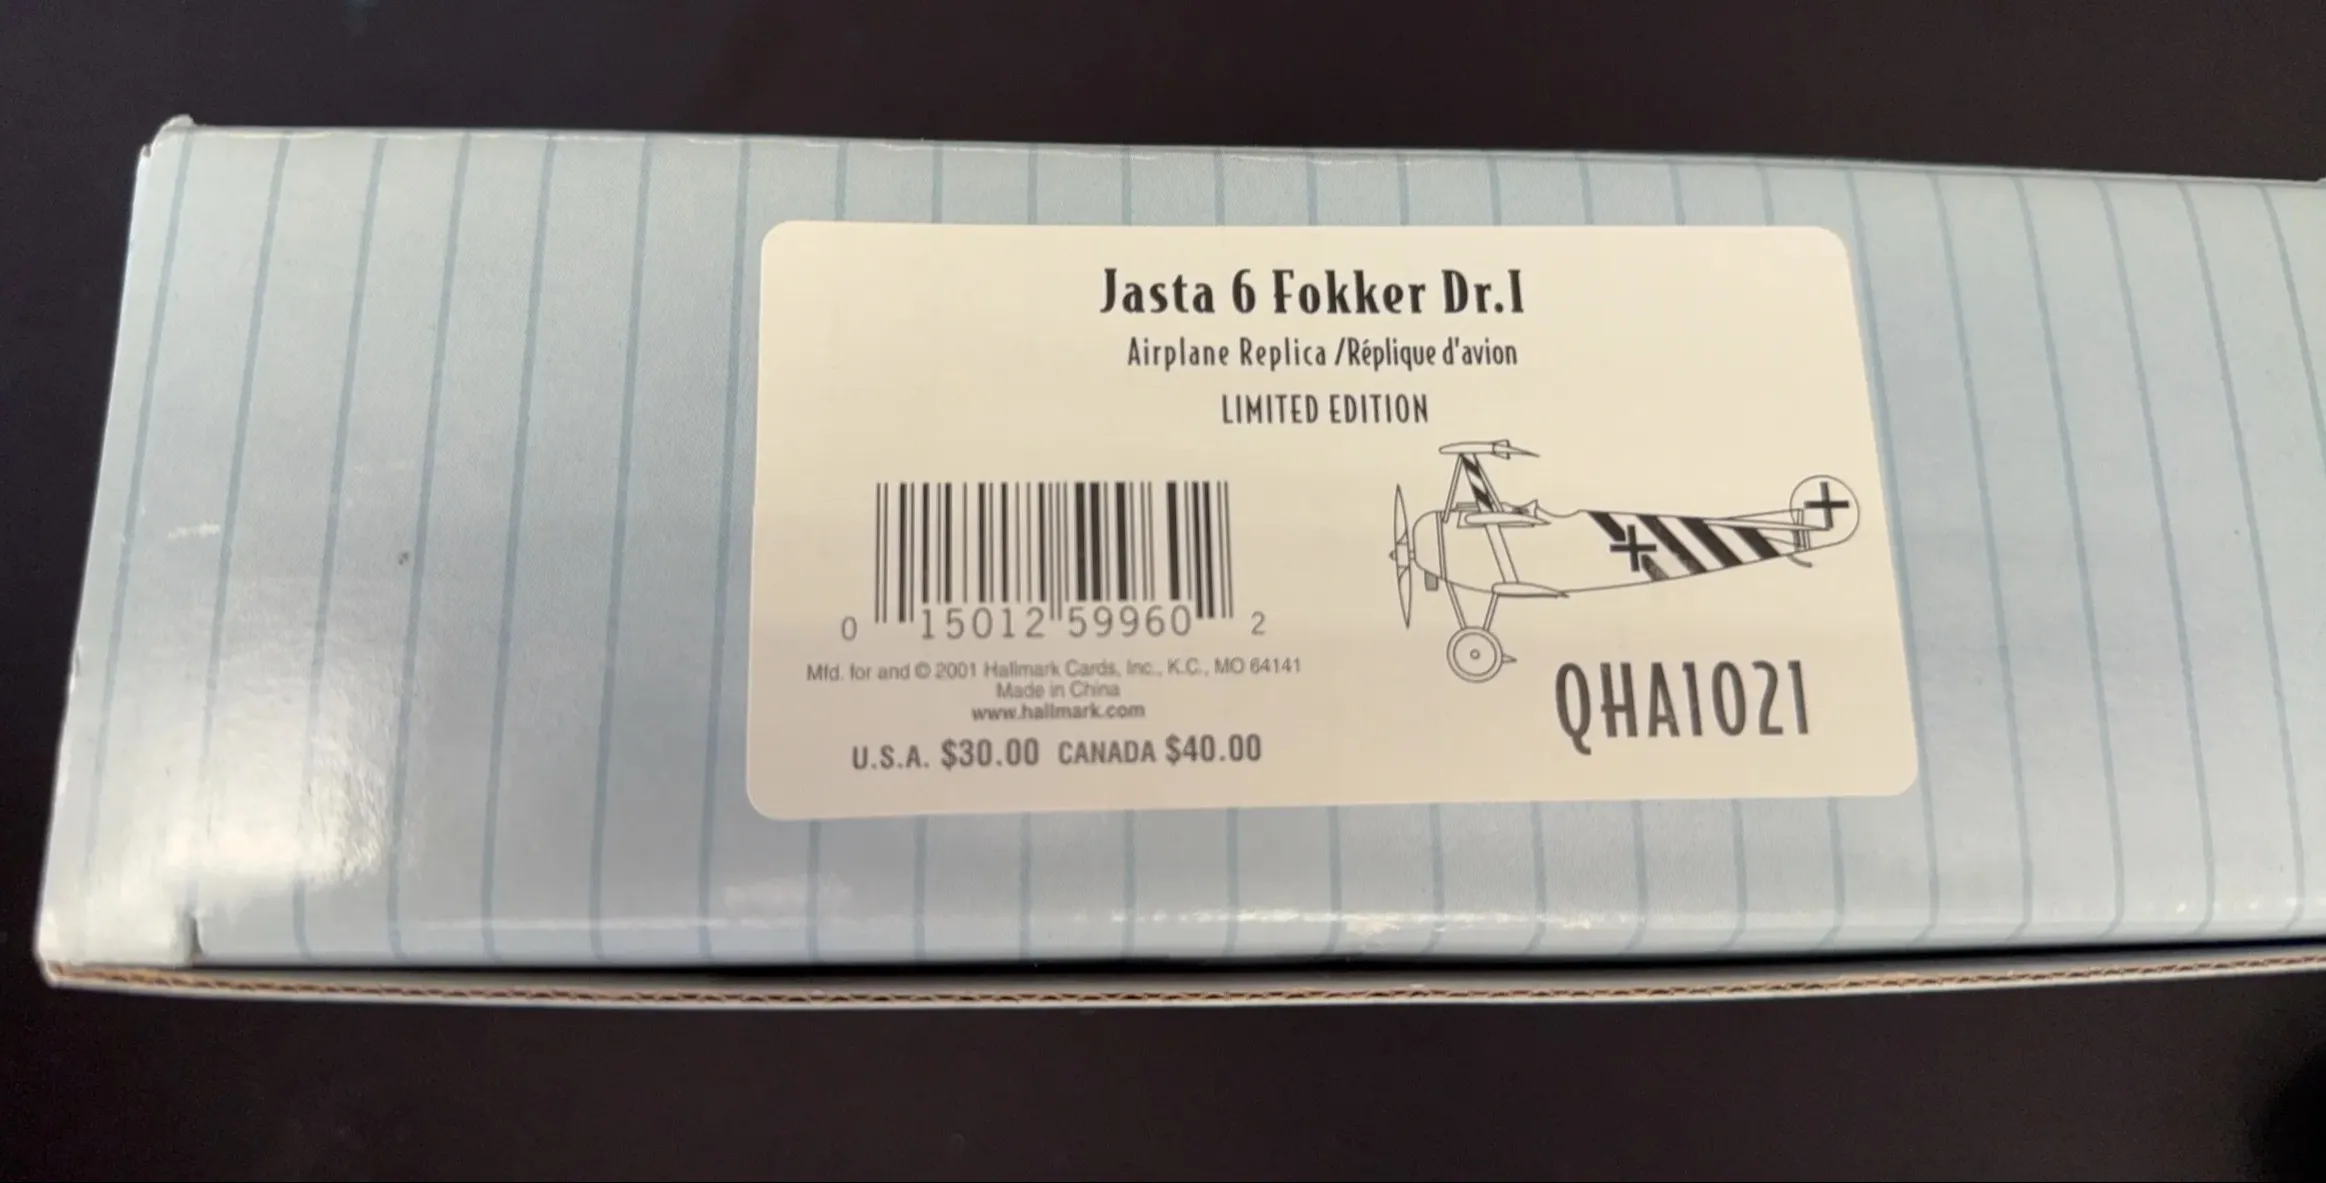 Jasta 6 Fokker Dr.I
Airplane Replica /Réplique d'avion
LIMITED EDITION
0 15012 59960 2
Mfd. for and © 2001 Hallmark Cards, Inc., K.C., MO 64141
Made in China
www.hallmark.com
U.S.A. $30.00 CANADA $40.00
QHA1021